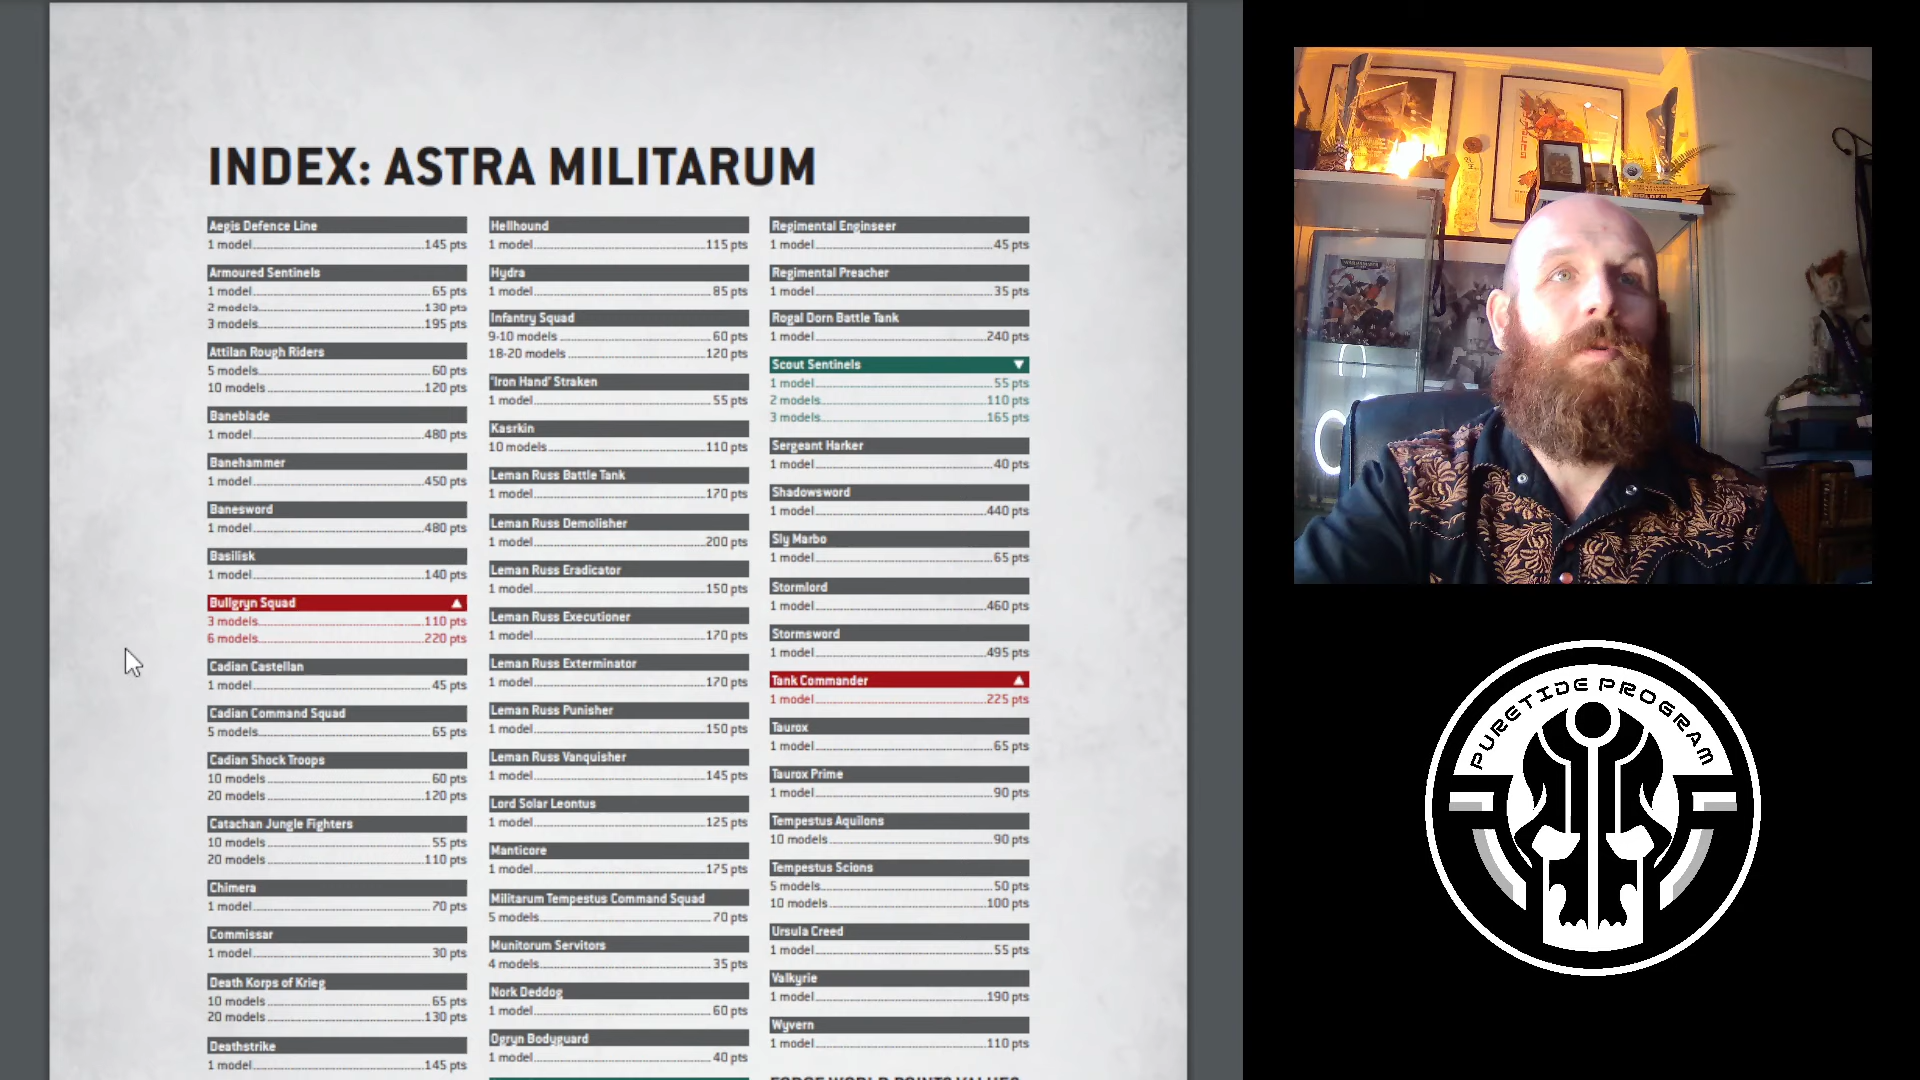 INDEX: ASTRA MILITARUM
Aegis Defence Line
1 model 145 pts
Armoured Sentinels
1 model 65 pts
2 models 130 pts
3 models 195 pts
Attilan Rough Riders
5 models 60 pts
10 models 120 pts
Baneblade
1 model 480 pts
Banehammer
1 model 450 pts
Banesword
1 model 480 pts
Basilisk
1 model 140 pts
Bullgryn Squad ▲
3 models 110 pts
6 models 220 pts
Cadian Castellan
1 model 45 pts
Cadian Command Squad
5 models 65 pts
Cadian Shock Troops
10 models 60 pts
20 models 120 pts
Catachan Jungle Fighters
10 models 55 pts
20 models 110 pts
Chimera
1 model 70 pts
Commissar
1 model 30 pts
Death Korps of Krieg
10 models 65 pts
20 models 130 pts
Deathstrike
1 model 145 pts
Hellhound
1 model 115 pts
Hydra
1 model 85 pts
Infantry Squad
9-10 models 60 pts
18-20 models 120 pts
'Iron Hand' Straken
1 model 55 pts
Kasrkin
10 models 110 pts
Leman Russ Battle Tank
1 model 170 pts
Leman Russ Demolisher
1 model 200 pts
Leman Russ Eradicator
1 model 150 pts
Leman Russ Executioner
1 model 170 pts
Leman Russ Exterminator
1 model 170 pts
Leman Russ Punisher
1 model 150 pts
Leman Russ Vanquisher
1 model 145 pts
Lord Solar Leontus
1 model 125 pts
Manticore
1 model 175 pts
Militarum Tempestus Command Squad
5 models 70 pts
Munitorum Servitors
4 models 35 pts
Nork Deddog
1 model 60 pts
Ogryn Bodyguard
1 model 40 pts
Regimental Enginseer
1 model 45 pts
Regimental Preacher
1 model 35 pts
Rogal Dorn Battle Tank
1 model 240 pts
Scout Sentinels ▼
1 model 55 pts
2 models 110 pts
3 models 165 pts
Sergeant Harker
1 model 40 pts
Shadowsword
1 model 440 pts
Sly Marbo
1 model 65 pts
Stormlord
1 model 460 pts
Stormsword
1 model 495 pts
Tank Commander ▲
1 model 225 pts
Taurox
1 model 65 pts
Taurox Prime
1 model 90 pts
Tempestus Aquilons
10 models 90 pts
Tempestus Scions
5 models 50 pts
10 models 100 pts
Ursula Creed
1 model 55 pts
Valkyrie
1 model 190 pts
Wyvern
1 model 110 pts
FORGE WORLD POINTS VALUES
WARHAMMER
PURETIDE PROGRAM